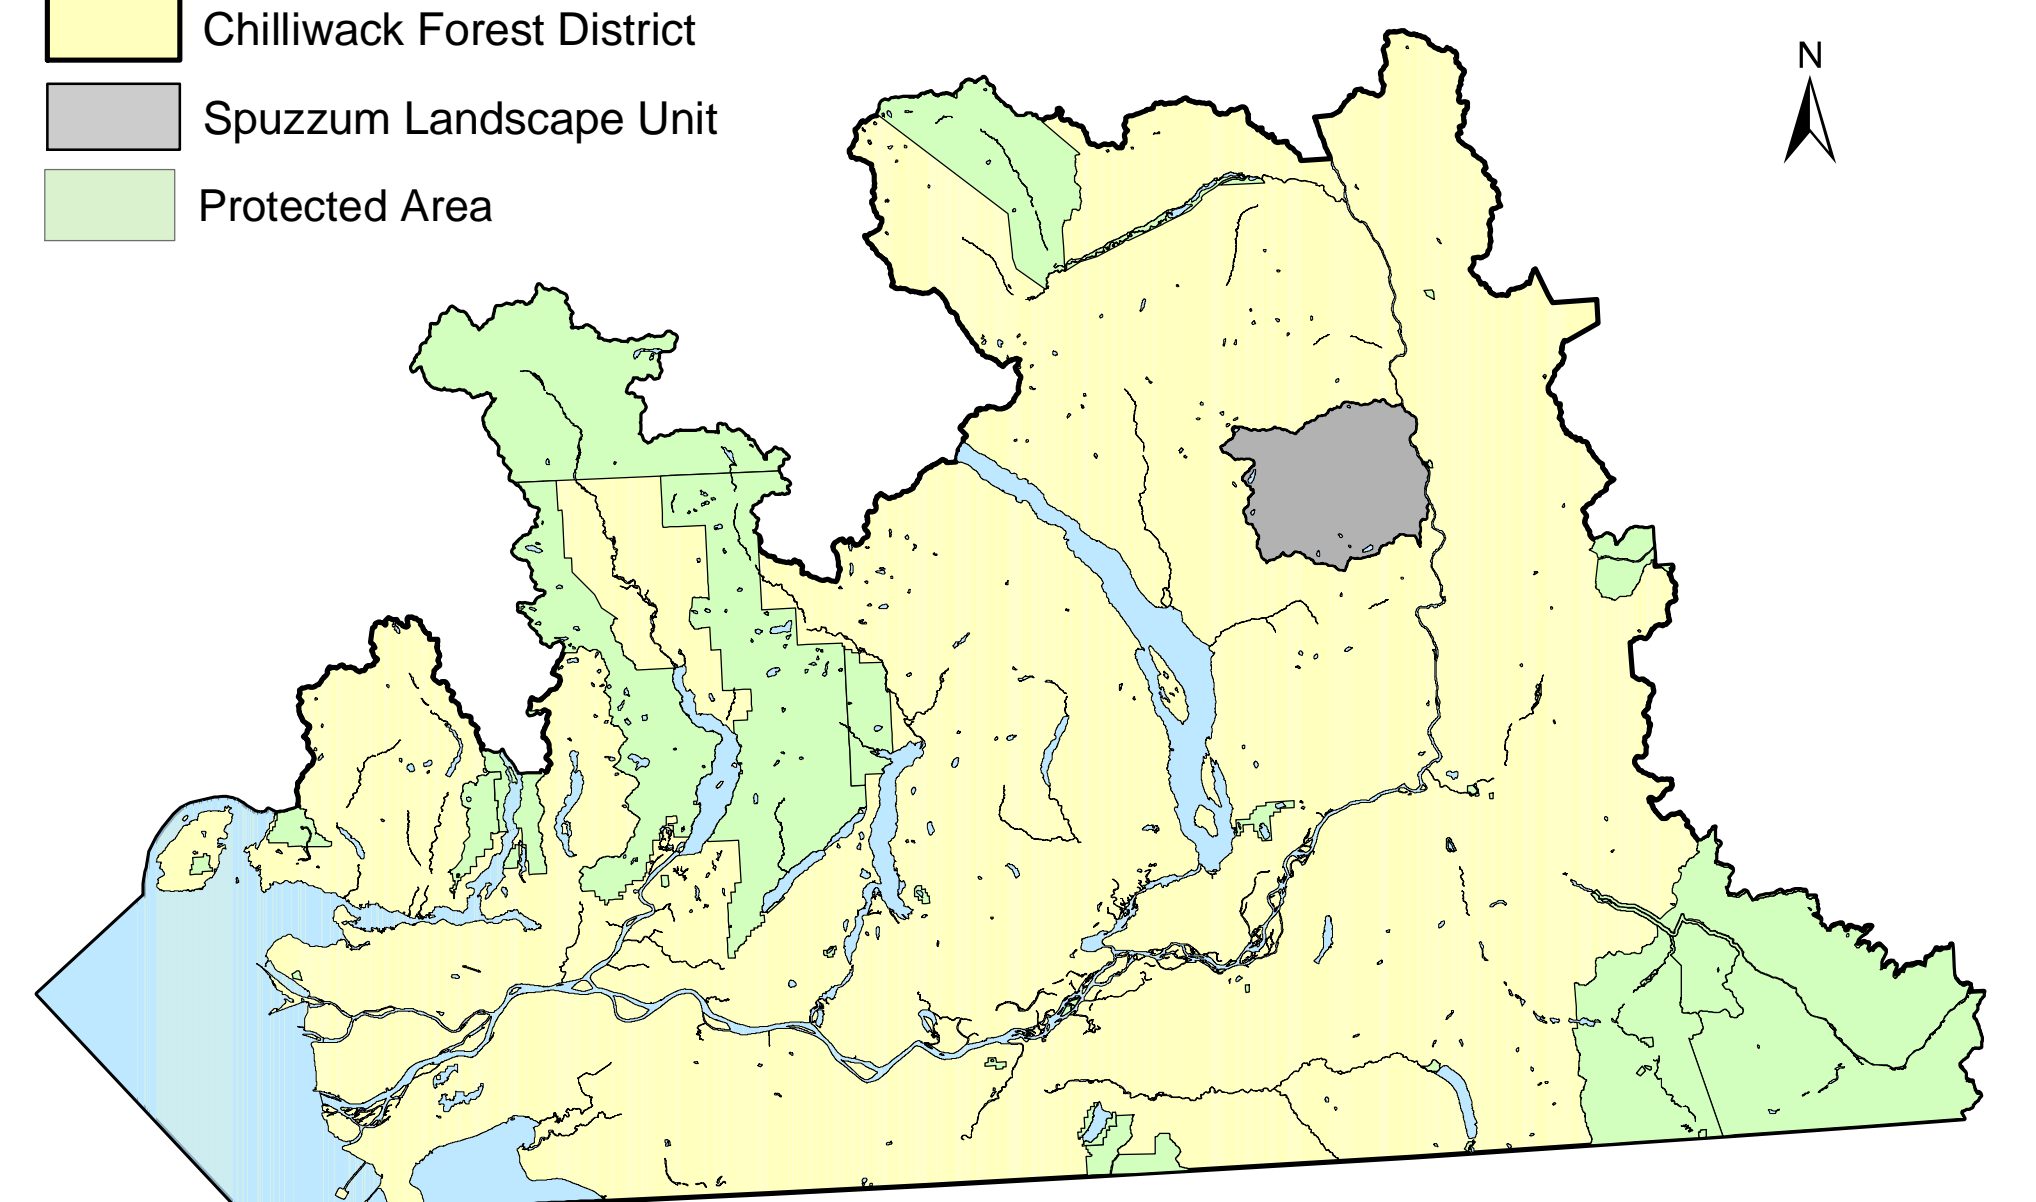 Chilliwack Forest District
N
Spuzzum Landscape Unit
Protected Area